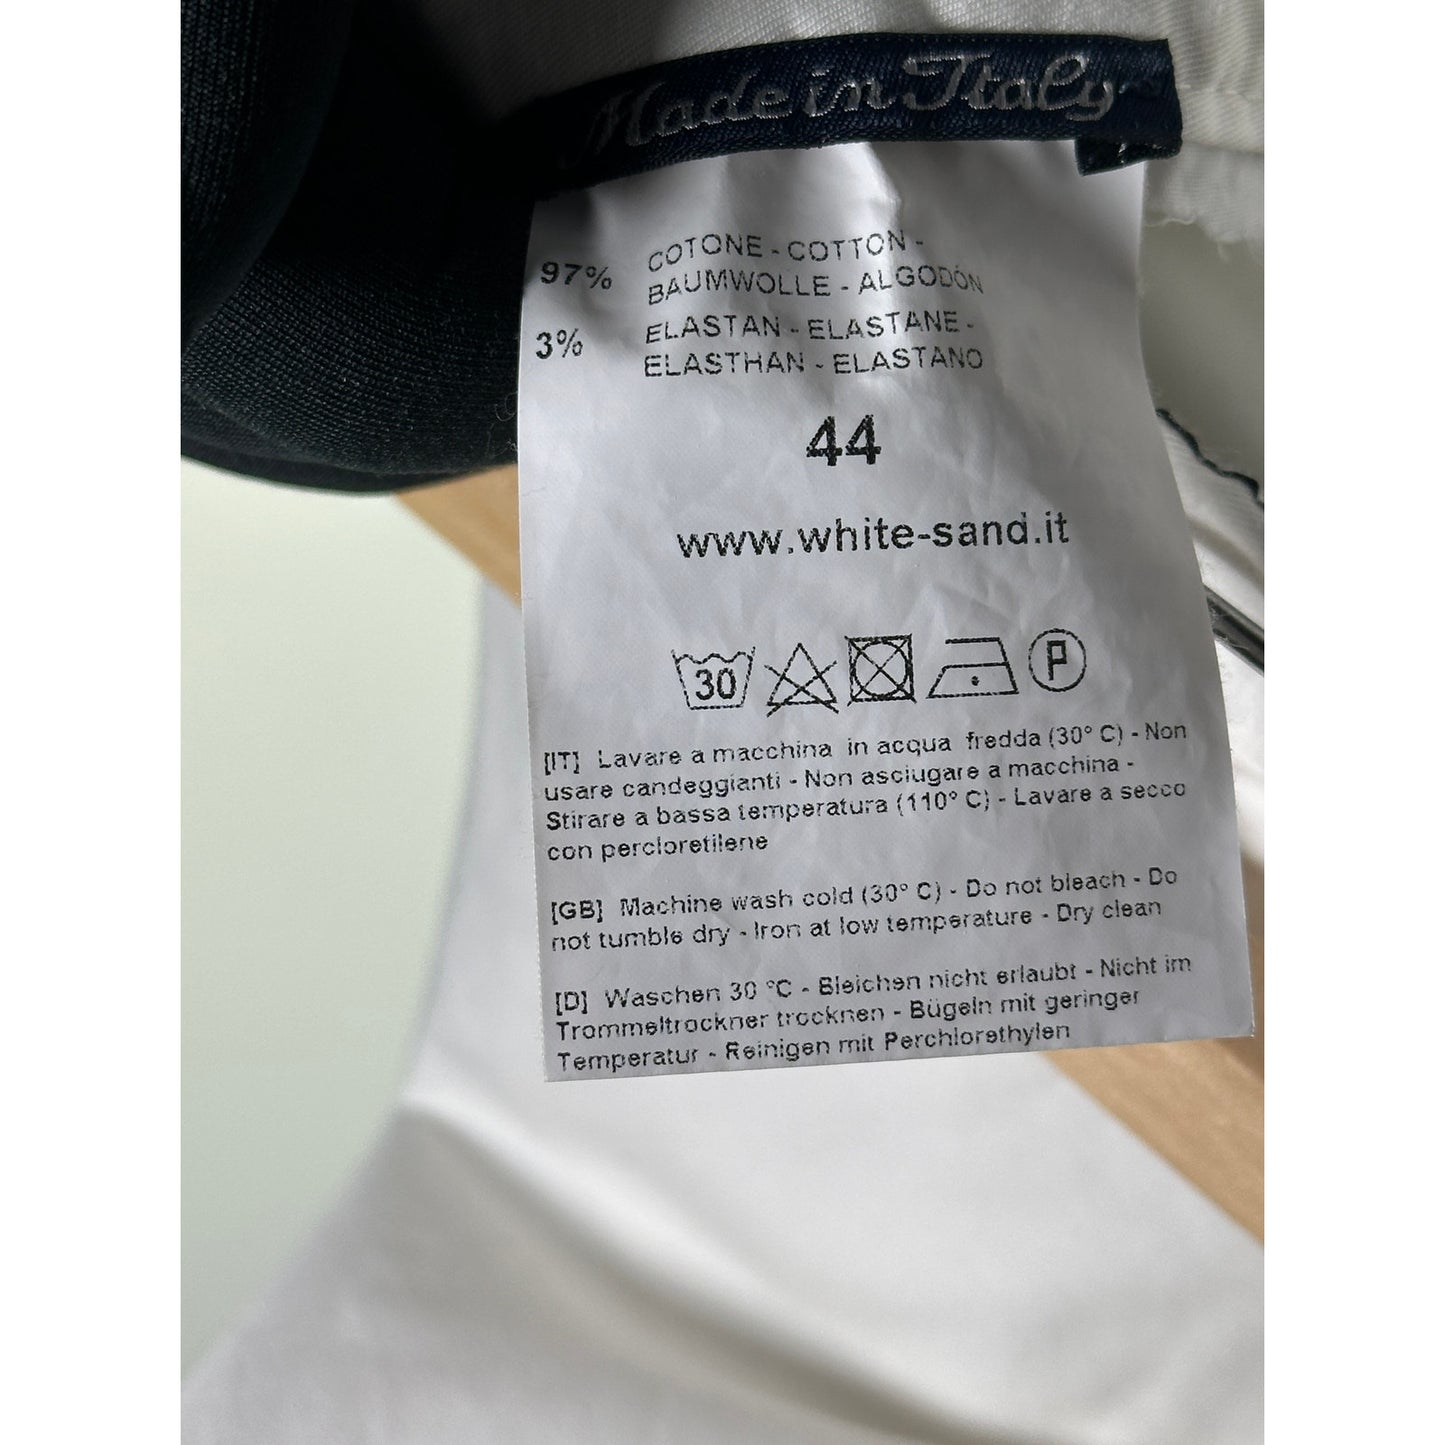 Made in Italy
97% COTONE - COTTON -
BAUMWOLLE - ALGODÓN
3% ELASTAN - ELASTANE -
ELASTHAN - ELASTANO
44
www.white-sand.it
30 P
[IT] Lavare a macchina in acqua fredda (30° C) - Non
usare candeggianti - Non asciugare a macchina -
Stirare a bassa temperatura (110° C) - Lavare a secco
con percloretilene
[GB] Machine wash cold (30° C) - Do not bleach - Do
not tumble dry - Iron at low temperature - Dry clean
[D] Waschen 30 °C - Bleichen nicht erlaubt - Nicht im
Trommeltrockner trocknen - Bügeln mit geringer
Temperatur - Reinigen mit Perchlorethylen